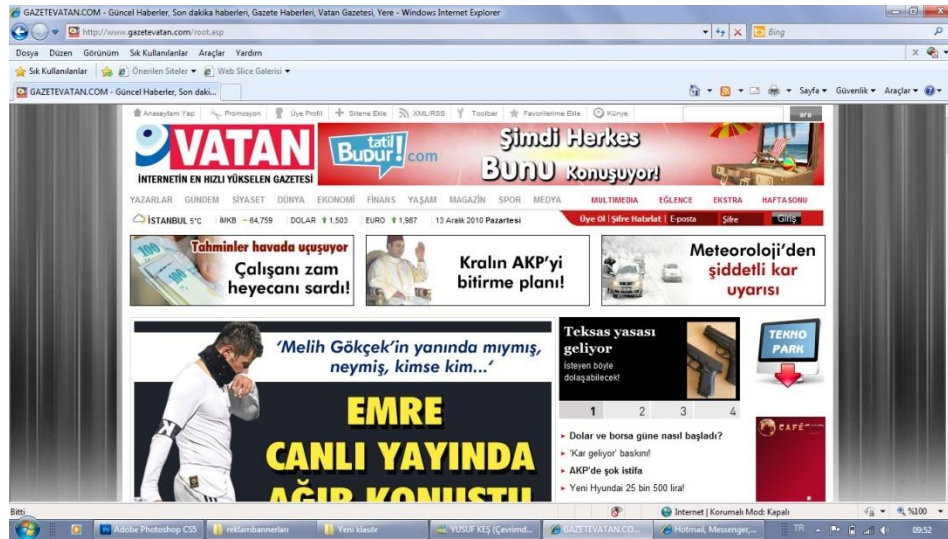 GAZETEVATAN.COM - Güncel Haberler, Son dakika haberleri, Gazete Haberleri, Vatan Gazetesi, Yere - Windows Internet Explorer
http://www.gazetevatan.com/root.asp
Bing
Dosya Düzen Görünüm Sık Kullanılanlar Araçlar Yardım
Sık Kullanılanlar Önerilen Siteler Web Slice Galerisi
GAZETEVATAN.COM - Güncel Haberler, Son daki...
Sayfa Güvenlik Araçlar
Anasayfam Yap Promosyon Üye Profil Sitene Ekle XML/RSS Toolbar Favorilerime Ekle Künye ara
VATAN
İNTERNETİN EN HIZLI YÜKSELEN GAZETESİ
tatil
BUDUR! com
Şimdi Herkes
BUNU Konuşuyor!
YAZARLAR GÜNDEM SİYASET DÜNYA EKONOMİ FİNANS YAŞAM MAGAZİN SPOR MEDYA MULTIMEDIA EĞLENCE EKSTRA HAFTASONU
İSTANBUL 5°C İMKB 64,759 DOLAR 1,503 EURO 1,987 13 Aralık 2010 Pazartesi Üye Ol | Şifre Hatırlat | E-posta Şifre Giriş
Tahminler havada uçuşuyor
Çalışanı zam
heyecanı sardı!
Kralın AKP'yi
bitirme planı!
Meteoroloji'den
şiddetli kar
uyarısı
'Melih Gökçek'in yanında mıymış,
neymiş, kimse kim...'
EMRE
CANLI YAYINDA
AĞIR KONUŞTU
Teksas yasası
geliyor
İsteyen böyle
dolaşabilecek!
1 2 3 4
Dolar ve borsa güne nasıl başladı?
'Kar geliyor' baskını!
AKP'de şok istifa
Yeni Hyundai 25 bin 500 lira!
TEKNO
PARK
CAFÉ
Bitti
Internet | Korumalı Mod: Kapalı
%100
Adobe Photoshop CS5 reklambannerları Yeni klasör YUSUF KEŞ (Çevrimd... GAZETEVATAN.CO... Hotmail, Messenger,... TR 09:52